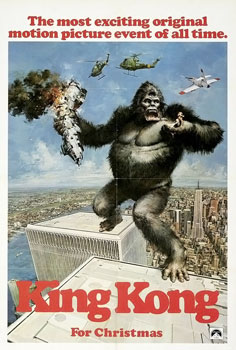 The most exciting original
motion picture event of all time.
King Kong
For Christmas